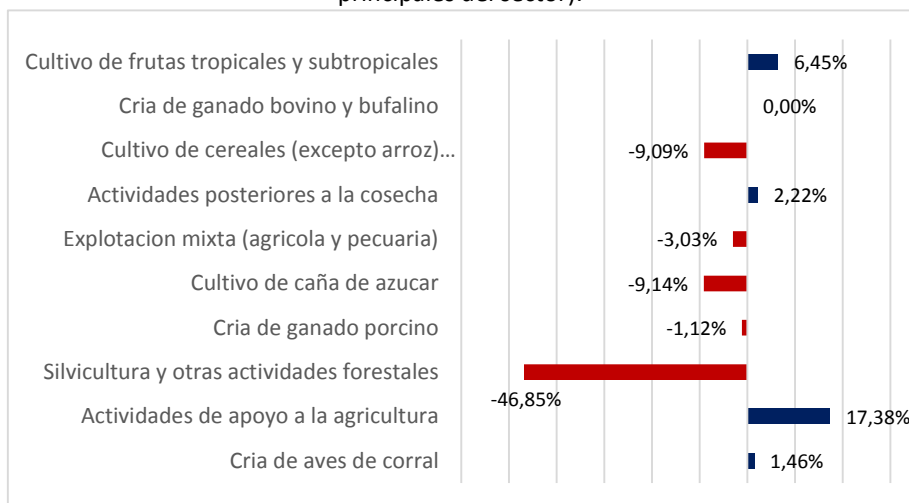 principales del sector).
Cultivo de frutas tropicales y subtropicales
6,45%
Cria de ganado bovino y bufalino
0,00%
Cultivo de cereales (excepto arroz)...
-9,09%
Actividades posteriores a la cosecha
2,22%
Explotacion mixta (agricola y pecuaria)
-3,03%
Cultivo de caña de azucar
-9,14%
Cria de ganado porcino
-1,12%
Silvicultura y otras actividades forestales
-46,85%
Actividades de apoyo a la agricultura
17,38%
Cria de aves de corral
1,46%